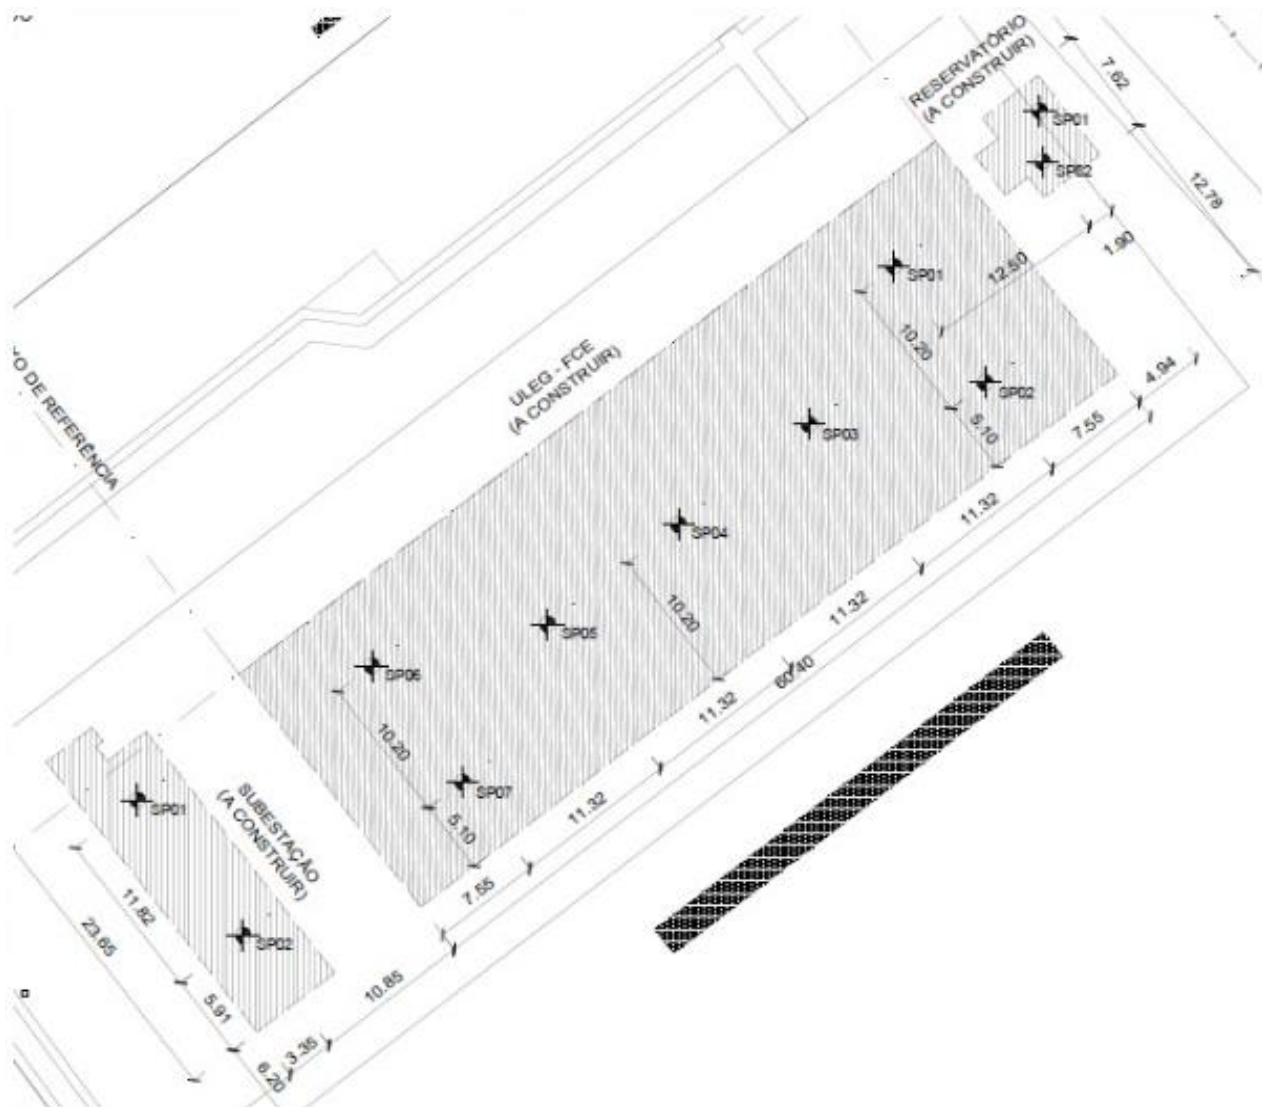 RESERVATÓRIO
(A CONSTRUIR)
7.62
SP01
SP02
12.78
1.90
12.50
SP01
10.20
ULEG - FCE
(A CONSTRUIR)
SP02
4.94
5.10
7.55
DE REFERÊNCIA
SP03
11.32
SP04
10.20
11.32
SP05
60.40
SP06
11.32
10.20
SP07
11.32
5.10
SUBESTAÇÃO
(A CONSTRUIR)
SP01
7.55
11.82
SP02
23.65
10.85
5.91
3.35
6.20